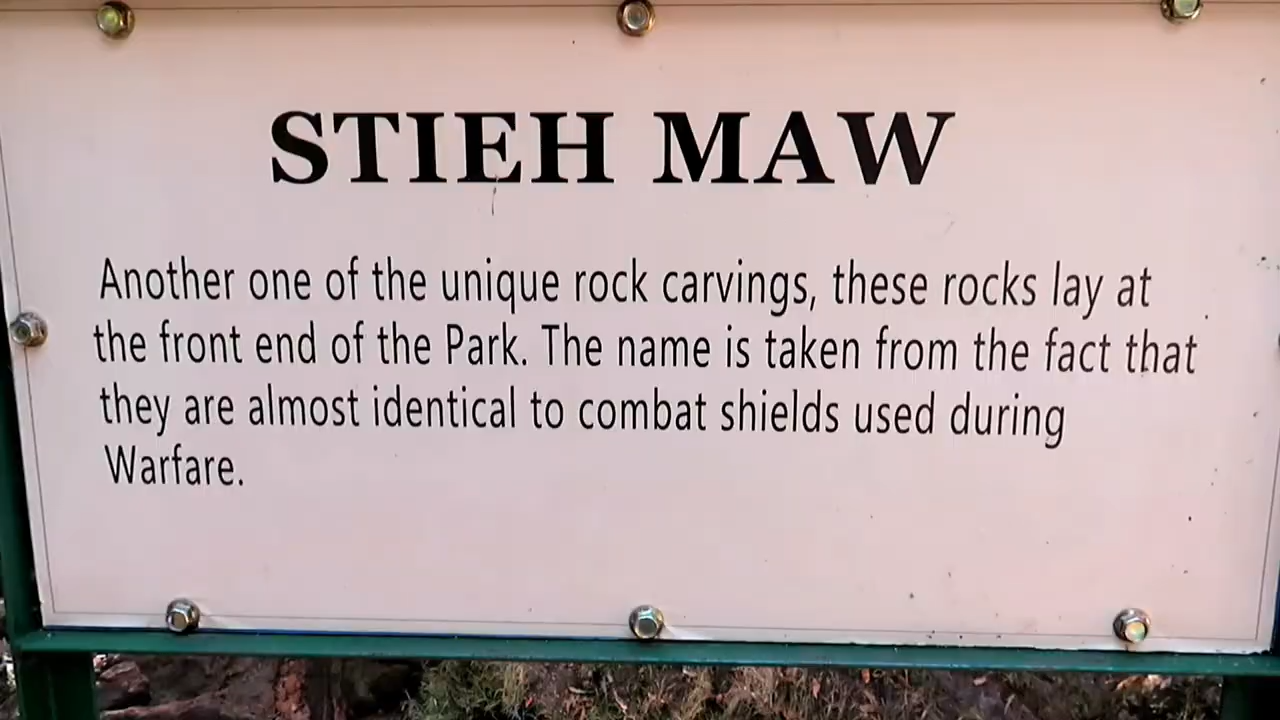 STIEH MAW
Another one of the unique rock carvings, these rocks lay at
the front end of the Park. The name is taken from the fact that
they are almost identical to combat shields used during
Warfare.